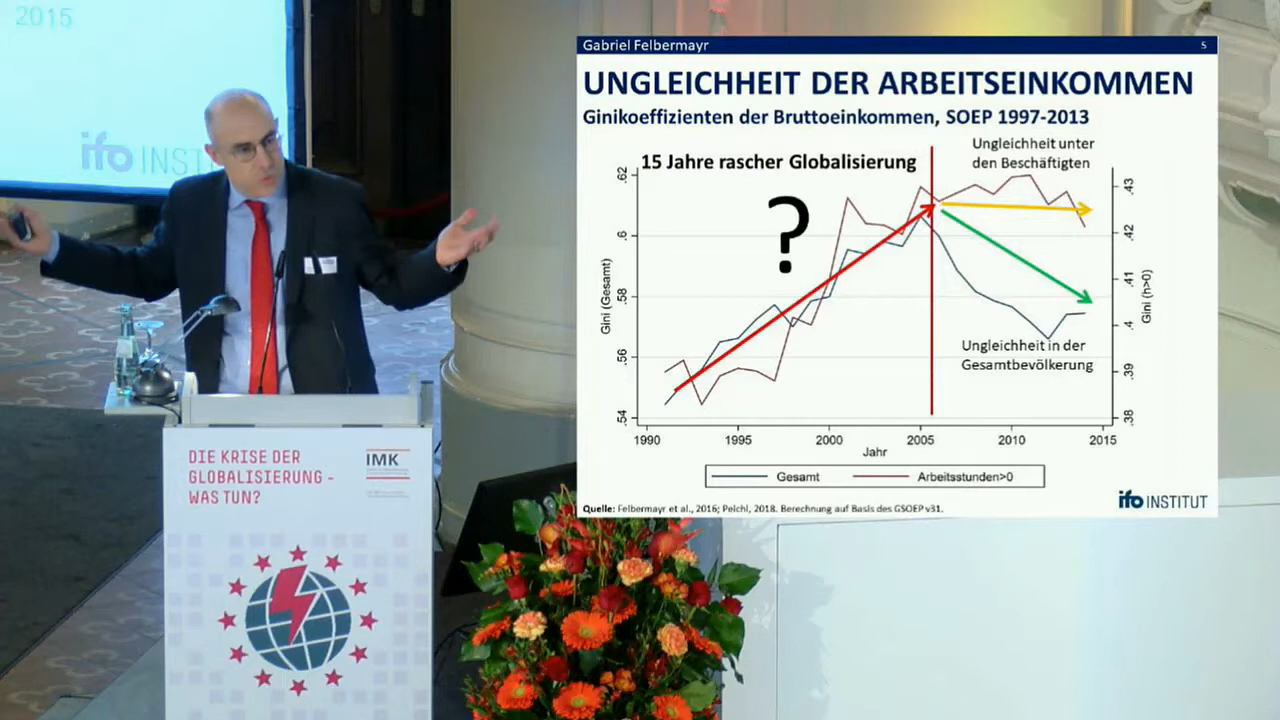 2015
ifo INSTIT
DIE KRISE DER
GLOBALISIERUNG -
WAS TUN?
IMK
Gabriel Felbermayr
5
UNGLEICHHEIT DER ARBEITSEINKOMMEN
Ginikoeffizienten der Bruttoeinkommen, SOEP 1997-2013
15 Jahre rascher Globalisierung
?
Ungleichheit unter
den Beschäftigten
Ungleichheit in der
Gesamtbevölkerung
Gini (Gesamt)
.62
.6
.58
.56
.54
Gini (h>0)
.43
.42
.41
.4
.39
.38
1990 1995 2000 2005 2010 2015
Jahr
Gesamt Arbeitsstunden>0
Quelle: Felbermayr et al., 2016; Peichl, 2018. Berechnung auf Basis des GSOEP v31.
ifo INSTITUT